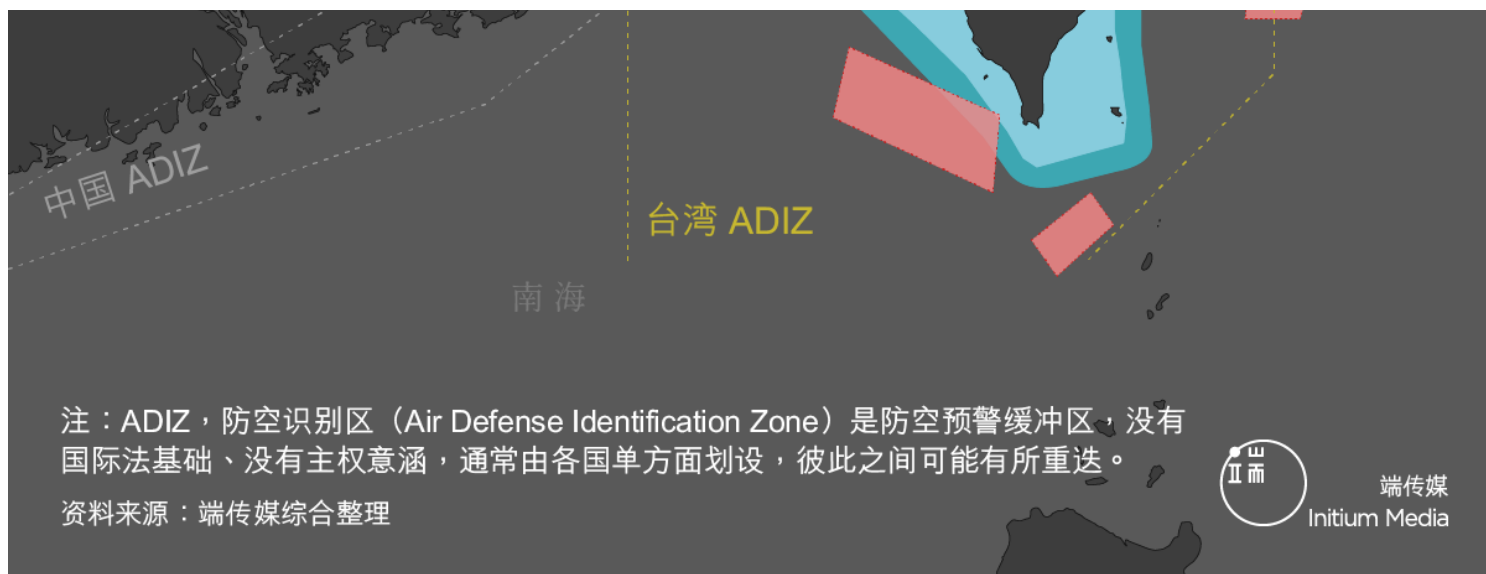 中国 ADIZ
台湾 ADIZ
南海
注：ADIZ，防空识别区（Air Defense Identification Zone）是防空预警缓冲区，没有
国际法基础、没有主权意涵，通常由各国单方面划设，彼此之间可能有所重迭。
资料来源：端传媒综合整理
端
端传媒
Initium Media